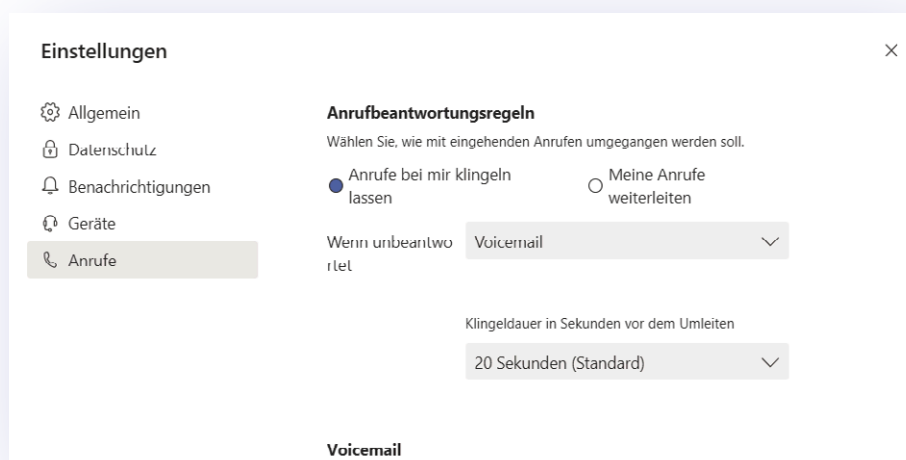 Einstellungen
Allgemein
Datenschutz
Benachrichtigungen
Geräte
Anrufe
Anrufbeantwortungsregeln
Wählen Sie, wie mit eingehenden Anrufen umgegangen werden soll.
Anrufe bei mir klingeln
lassen
Meine Anrufe
weiterleiten
Wenn unbeantwo
rtet
Voicemail
Klingeldauer in Sekunden vor dem Umleiten
20 Sekunden (Standard)
Voicemail